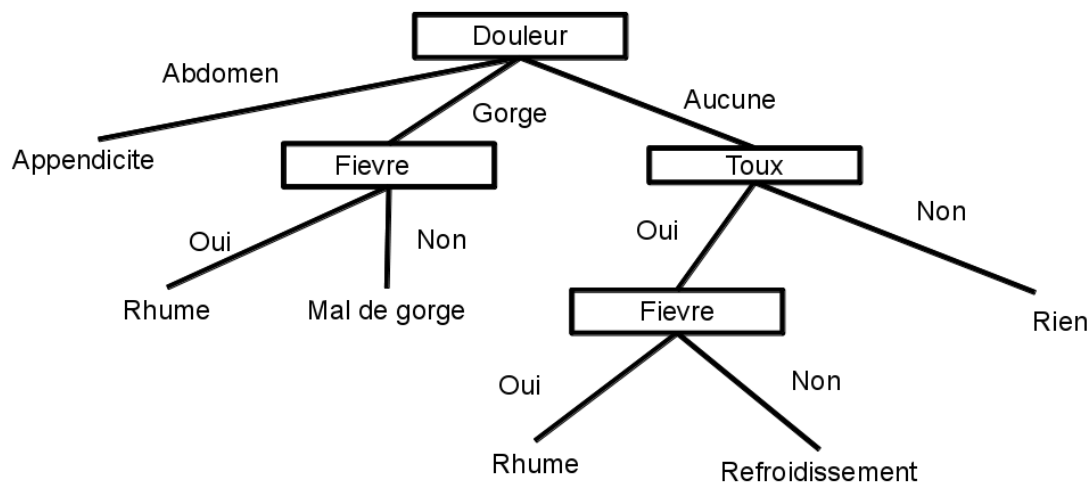 Douleur
Abdomen
Gorge
Aucune
Appendicite
Fievre
Toux
Oui
Non
Oui
Non
Rhume
Mal de gorge
Fievre
Rien
Oui
Non
Rhume
Refroidissement